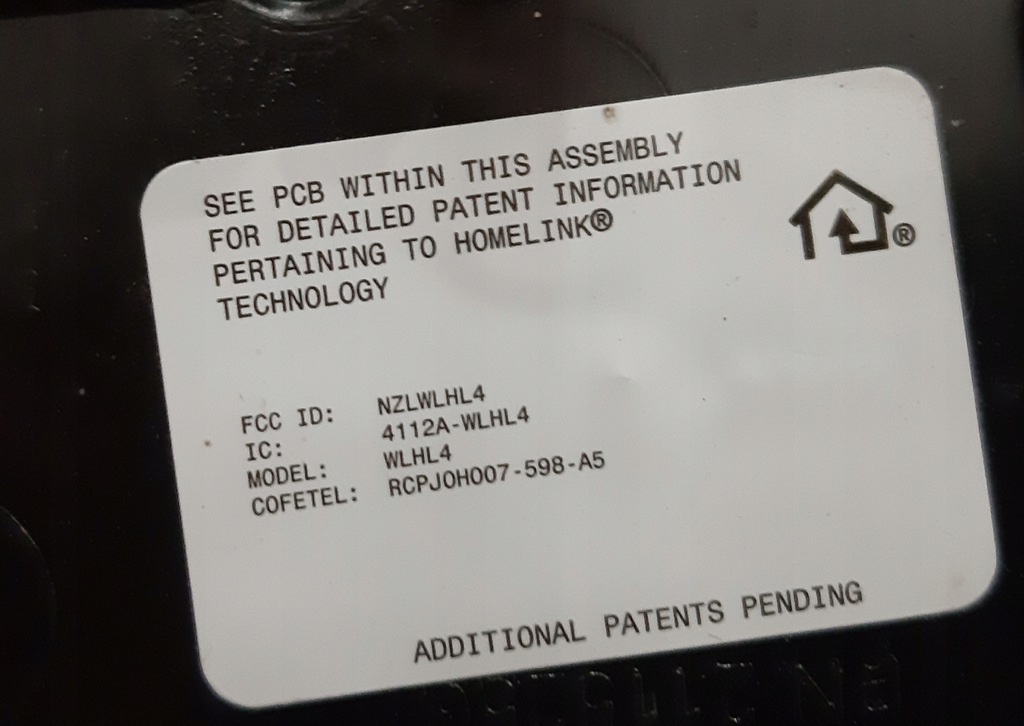 SEE PCB WITHIN THIS ASSEMBLY
FOR DETAILED PATENT INFORMATION
PERTAINING TO HOMELINK®
TECHNOLOGY
®
FCC ID: NZLWLHL4
IC: 4112A-WLHL4
MODEL: WLHL4
COFETEL: RCPJOHO07-598-A5
ADDITIONAL PATENTS PENDING